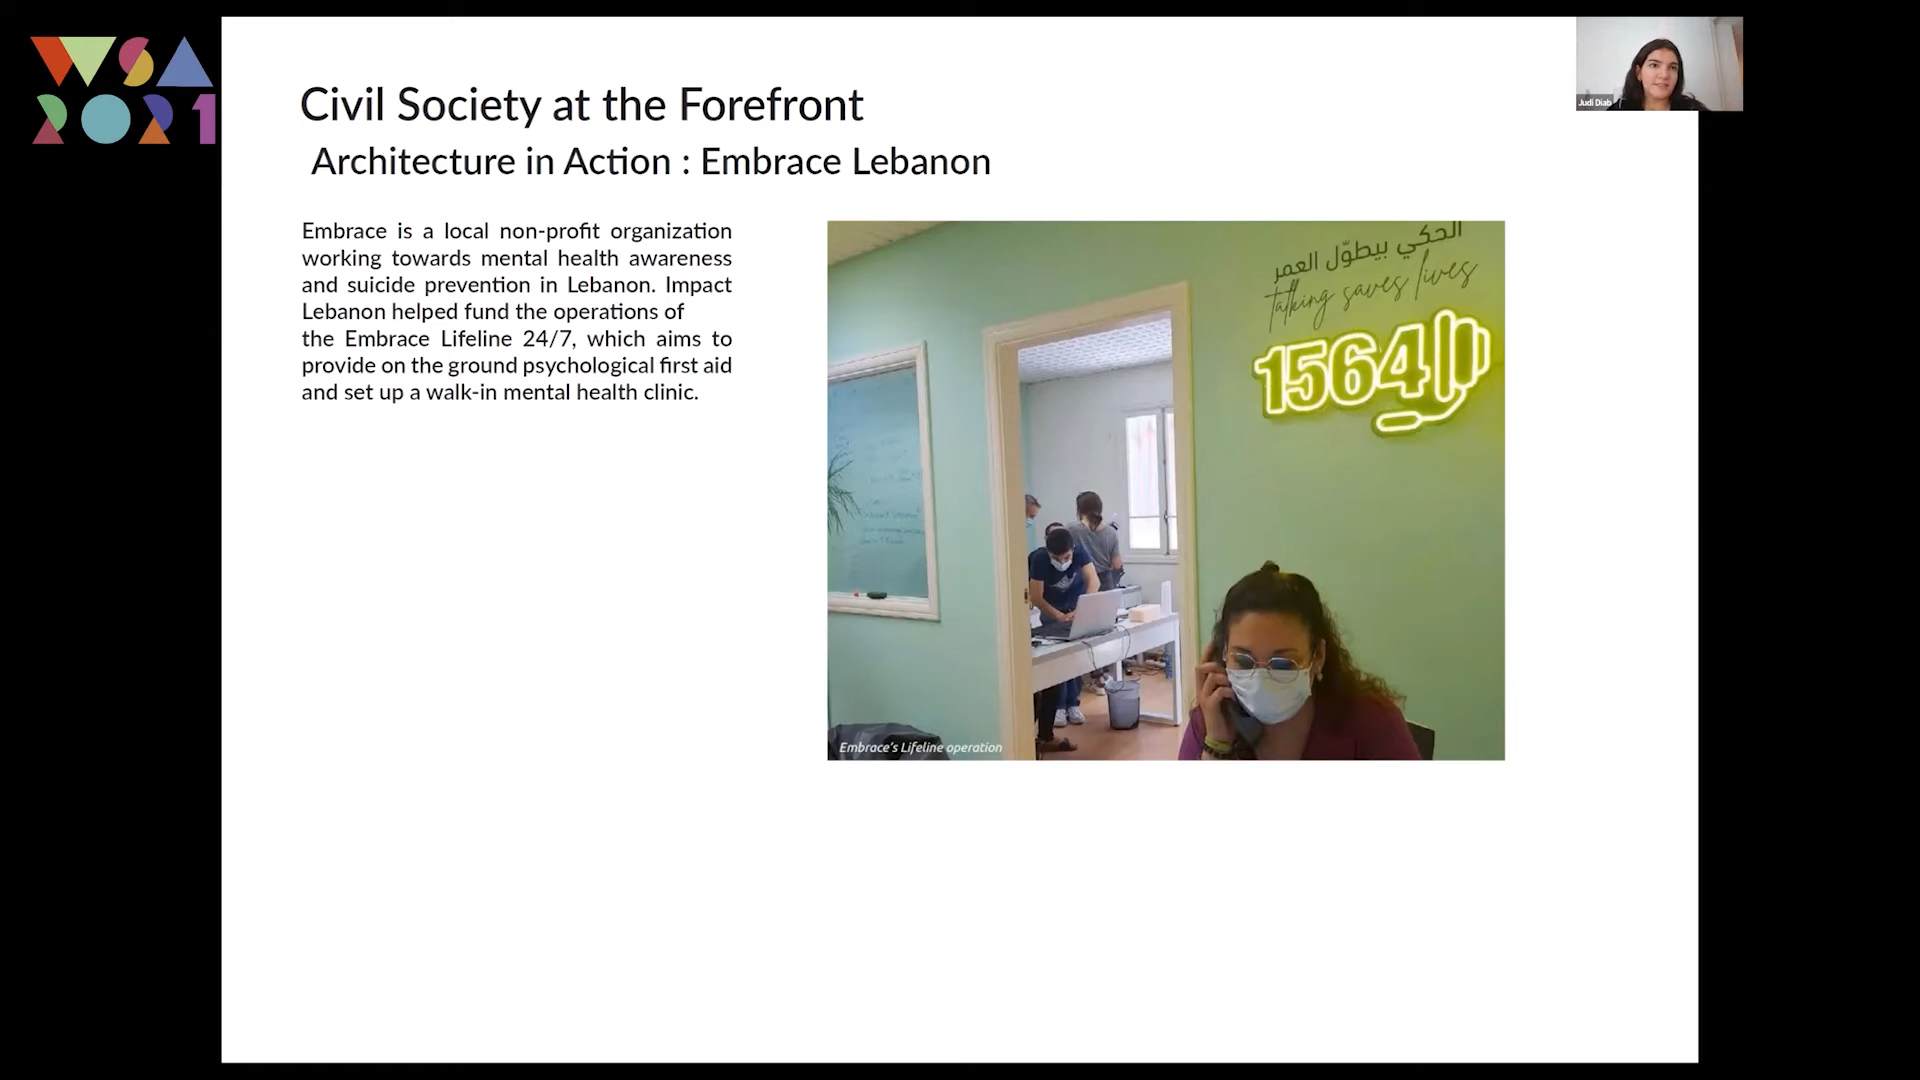 WSA
2021
Judi Diab
Civil Society at the Forefront
Architecture in Action : Embrace Lebanon
Embrace is a local non-profit organization
working towards mental health awareness
and suicide prevention in Lebanon. Impact
Lebanon helped fund the operations of
the Embrace Lifeline 24/7, which aims to
provide on the ground psychological first aid
and set up a walk-in mental health clinic.
الحكي بيطوّل العمر
talking saves lives
1564
Embrace's Lifeline operation